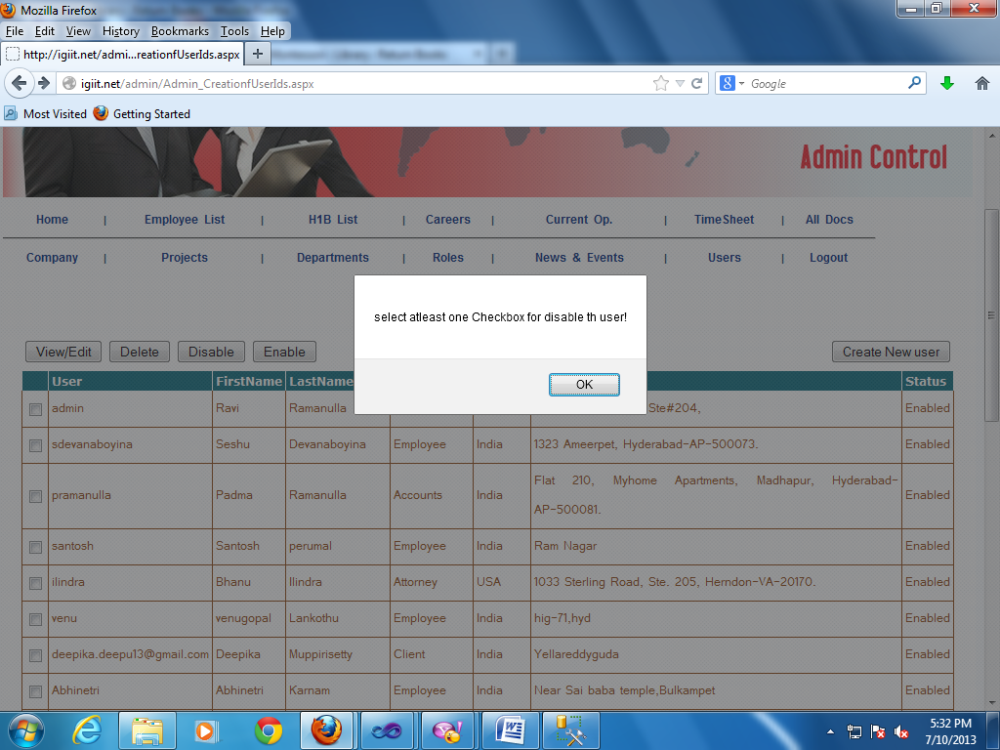 Mozilla Firefox
File Edit View History Bookmarks Tools Help
http://igiit.net/admi...reationfUserIds.aspx
igiit.net/admin/Admin_CreationfUserIds.aspx
Google
Most Visited Getting Started
Admin Control
Home | Employee List | H1B List | Careers | Current Op. | TimeSheet | All Docs
Company | Projects | Departments | Roles | News & Events | Users | Logout
select atleast one Checkbox for disable th user!
OK
View/Edit Delete Disable Enable Create New user
User FirstName LastName Status
admin Ravi Ramanulla Ste#204, Enabled
sdevanaboyina Seshu Devanaboyina Employee India 1323 Ameerpet, Hyderabad-AP-500073. Enabled
pramanulla Padma Ramanulla Accounts India Flat 210, Myhome Apartments, Madhapur, Hyderabad-
AP-500081. Enabled
santosh Santosh perumal Employee India Ram Nagar Enabled
ilindra Bhanu Ilindra Attorney USA 1033 Sterling Road, Ste. 205, Herndon-VA-20170. Enabled
venu venugopal Lankothu Employee India hig-71,hyd Enabled
deepika.deepu13@gmail.com Deepika Muppirisetty Client India Yellareddyguda Enabled
Abhinetri Abhinetri Karnam Employee India Near Sai baba temple,Bulkampet Enabled
5:32 PM
7/10/2013